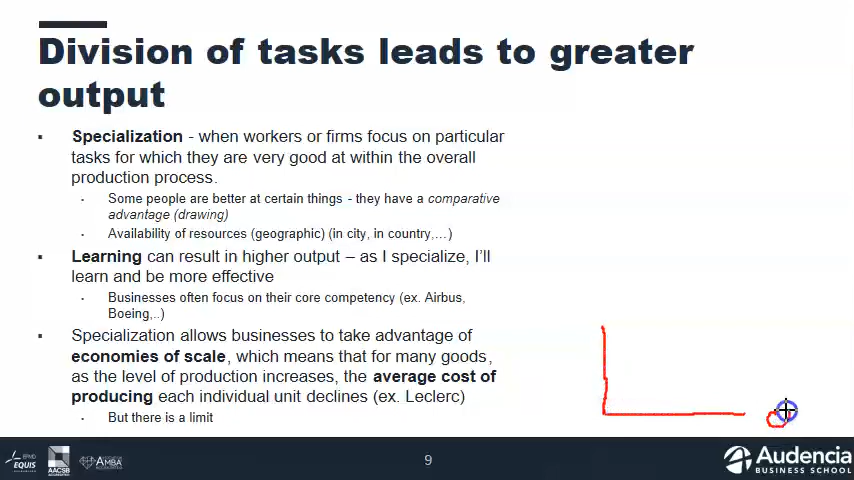 Division of tasks leads to greater
output
▪ Specialization - when workers or firms focus on particular
tasks for which they are very good at within the overall
production process.
• Some people are better at certain things - they have a comparative
advantage (drawing)
• Availability of resources (geographic) (in city, in country,…)
▪ Learning can result in higher output – as I specialize, I'll
learn and be more effective
• Businesses often focus on their core competency (ex. Airbus,
Boeing,..)
▪ Specialization allows businesses to take advantage of
economies of scale, which means that for many goods,
as the level of production increases, the average cost of
producing each individual unit declines (ex. Leclerc)
• But there is a limit
EFMD
EQUIS
AACSB
ACCREDITED
AMBA
9
Audencia
BUSINESS SCHOOL